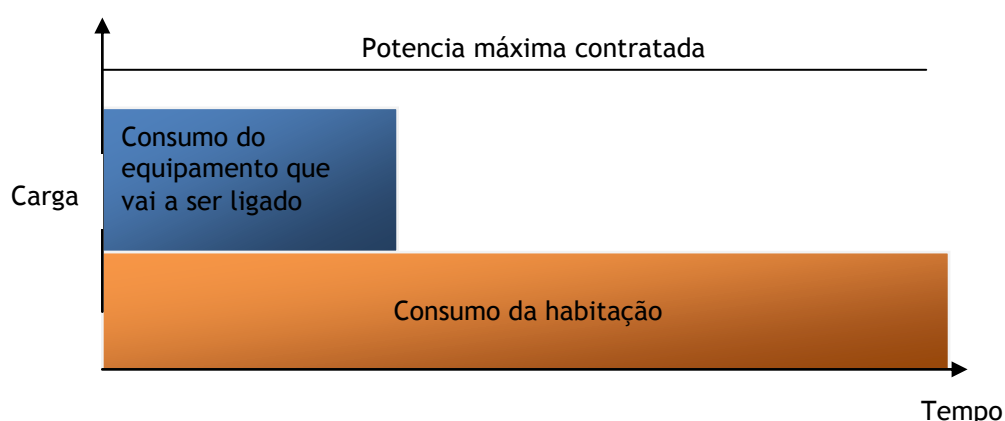 Potencia máxima contratada
Consumo do
equipamento que
vai a ser ligado
Carga
Consumo da habitação
Tempo